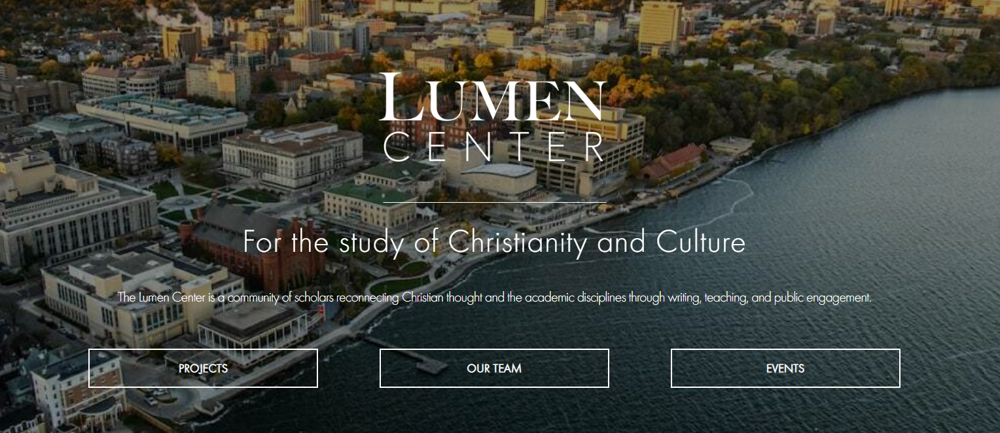 LUMEN
CENTER
For the study of Christianity and Culture
The Lumen Center is a community of scholars reconnecting Christian thought and the academic disciplines through writing, teaching, and public engagement.
PROJECTS
OUR TEAM
EVENTS